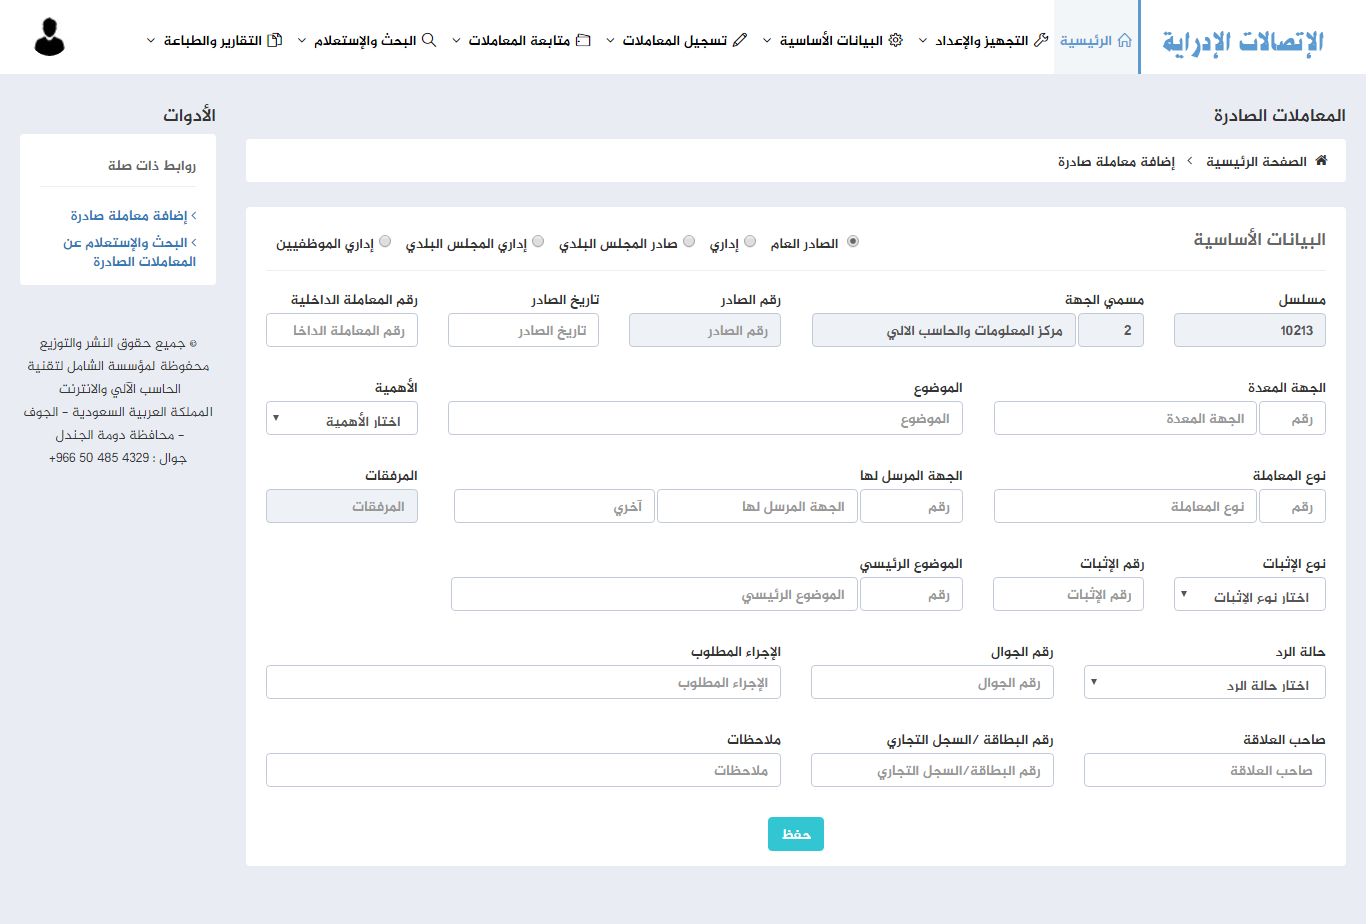 الإتصالات الإدراية
الرئيسية
التجهيز والإعداد
البيانات الأساسية
تسجيل المعاملات
متابعة المعاملات
البحث والإستعلام
التقارير والطباعة
المعاملات الصادرة
الصفحة الرئيسية
إضافة معاملة صادرة
البيانات الأساسية
الصادر العام
إداري
صادر المجلس البلدي
إداري المجلس البلدي
إداري الموظفيين
مسلسل
مسمي الجهة
رقم الصادر
تاريخ الصادر
رقم المعاملة الداخلية
10213
2
مركز المعلومات والحاسب الالي
رقم الصادر
تاريخ الصادر
رقم المعاملة الداخا
الجهة المعدة
الموضوع
الأهمية
رقم
الجهة المعدة
الموضوع
اختار الأهمية
نوع المعاملة
الجهة المرسل لها
المرفقات
رقم
نوع المعاملة
رقم
الجهة المرسل لها
آخري
المرفقات
نوع الإثبات
رقم الإثبات
الموضوع الرئيسي
اختار نوع الإثبات
رقم الإثبات
رقم
الموضوع الرئيسي
حالة الرد
رقم الجوال
الإجراء المطلوب
اختار حالة الرد
رقم الجوال
الإجراء المطلوب
صاحب العلاقة
رقم البطاقة /السجل التجاري
ملاحظات
صاحب العلاقة
رقم البطاقة/السجل التجاري
ملاحظات
حفظ
الأدوات
روابط ذات صلة
إضافة معاملة صادرة
البحث والإستعلام عن
المعاملات الصادرة
© جميع حقوق النشر والتوزيع
محفوظة لمؤسسة الشامل لتقنية
الحاسب الآلي والانترنت
المملكة العربية السعودية - الجوف
- محافظة دومة الجندل
جوال : 4329 485 50 966+